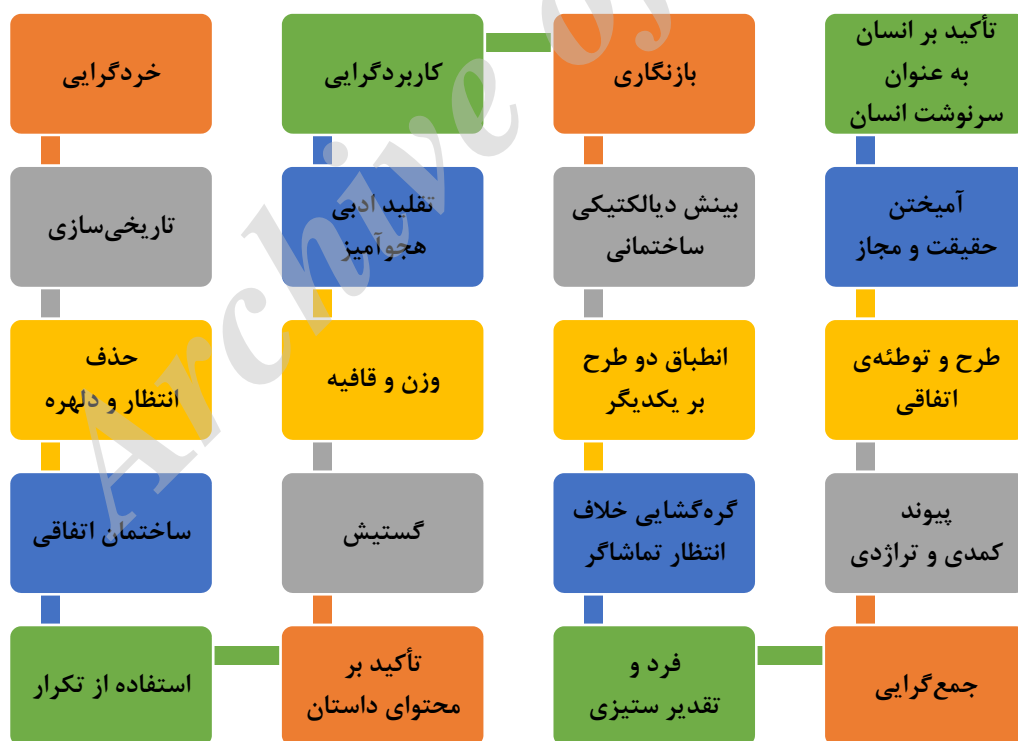 خردگرایی
تاریخی‌سازی
حذف
انتظار و دلهره
ساختمان اتفاقی
استفاده از تکرار
تأکید بر
محتوای داستان
گستیش
وزن و قافیه
تقلید ادبی
هجوآمیز
کاربردگرایی
بازنگاری
بینش دیالکتیکی
ساختمانی
انطباق دو طرح
بر یکدیگر
گره‌گشایی خلاف
انتظار تماشاگر
فرد و
تقدیر ستیزی
جمع‌گرایی
پیوند
کمدی و تراژدی
طرح و توطئه‌ی
اتفاقی
آمیختن
حقیقت و مجاز
تأکید بر انسان
به عنوان
سرنوشت انسان
Archive of